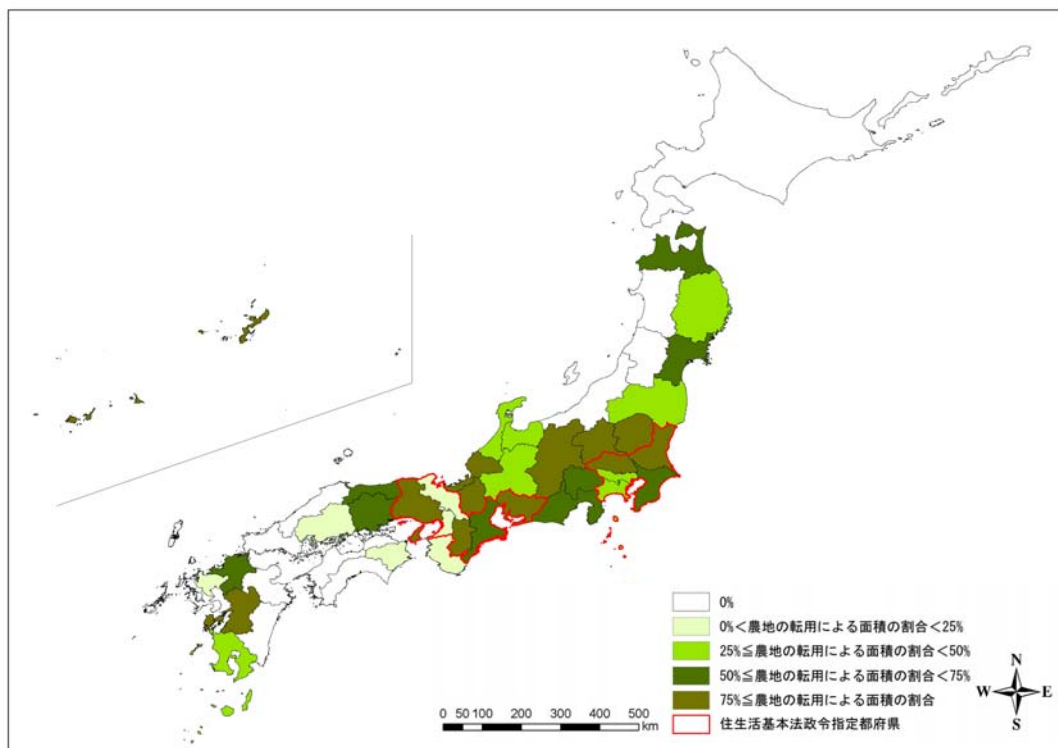 0%
0%＜農地の転用による面積の割合＜25%
25%≦農地の転用による面積の割合＜50%
50%≦農地の転用による面積の割合＜75%
75%≦農地の転用による面積の割合
住生活基本法政令指定都府県
0 50 100 200 300 400 500
km
N
W E
S